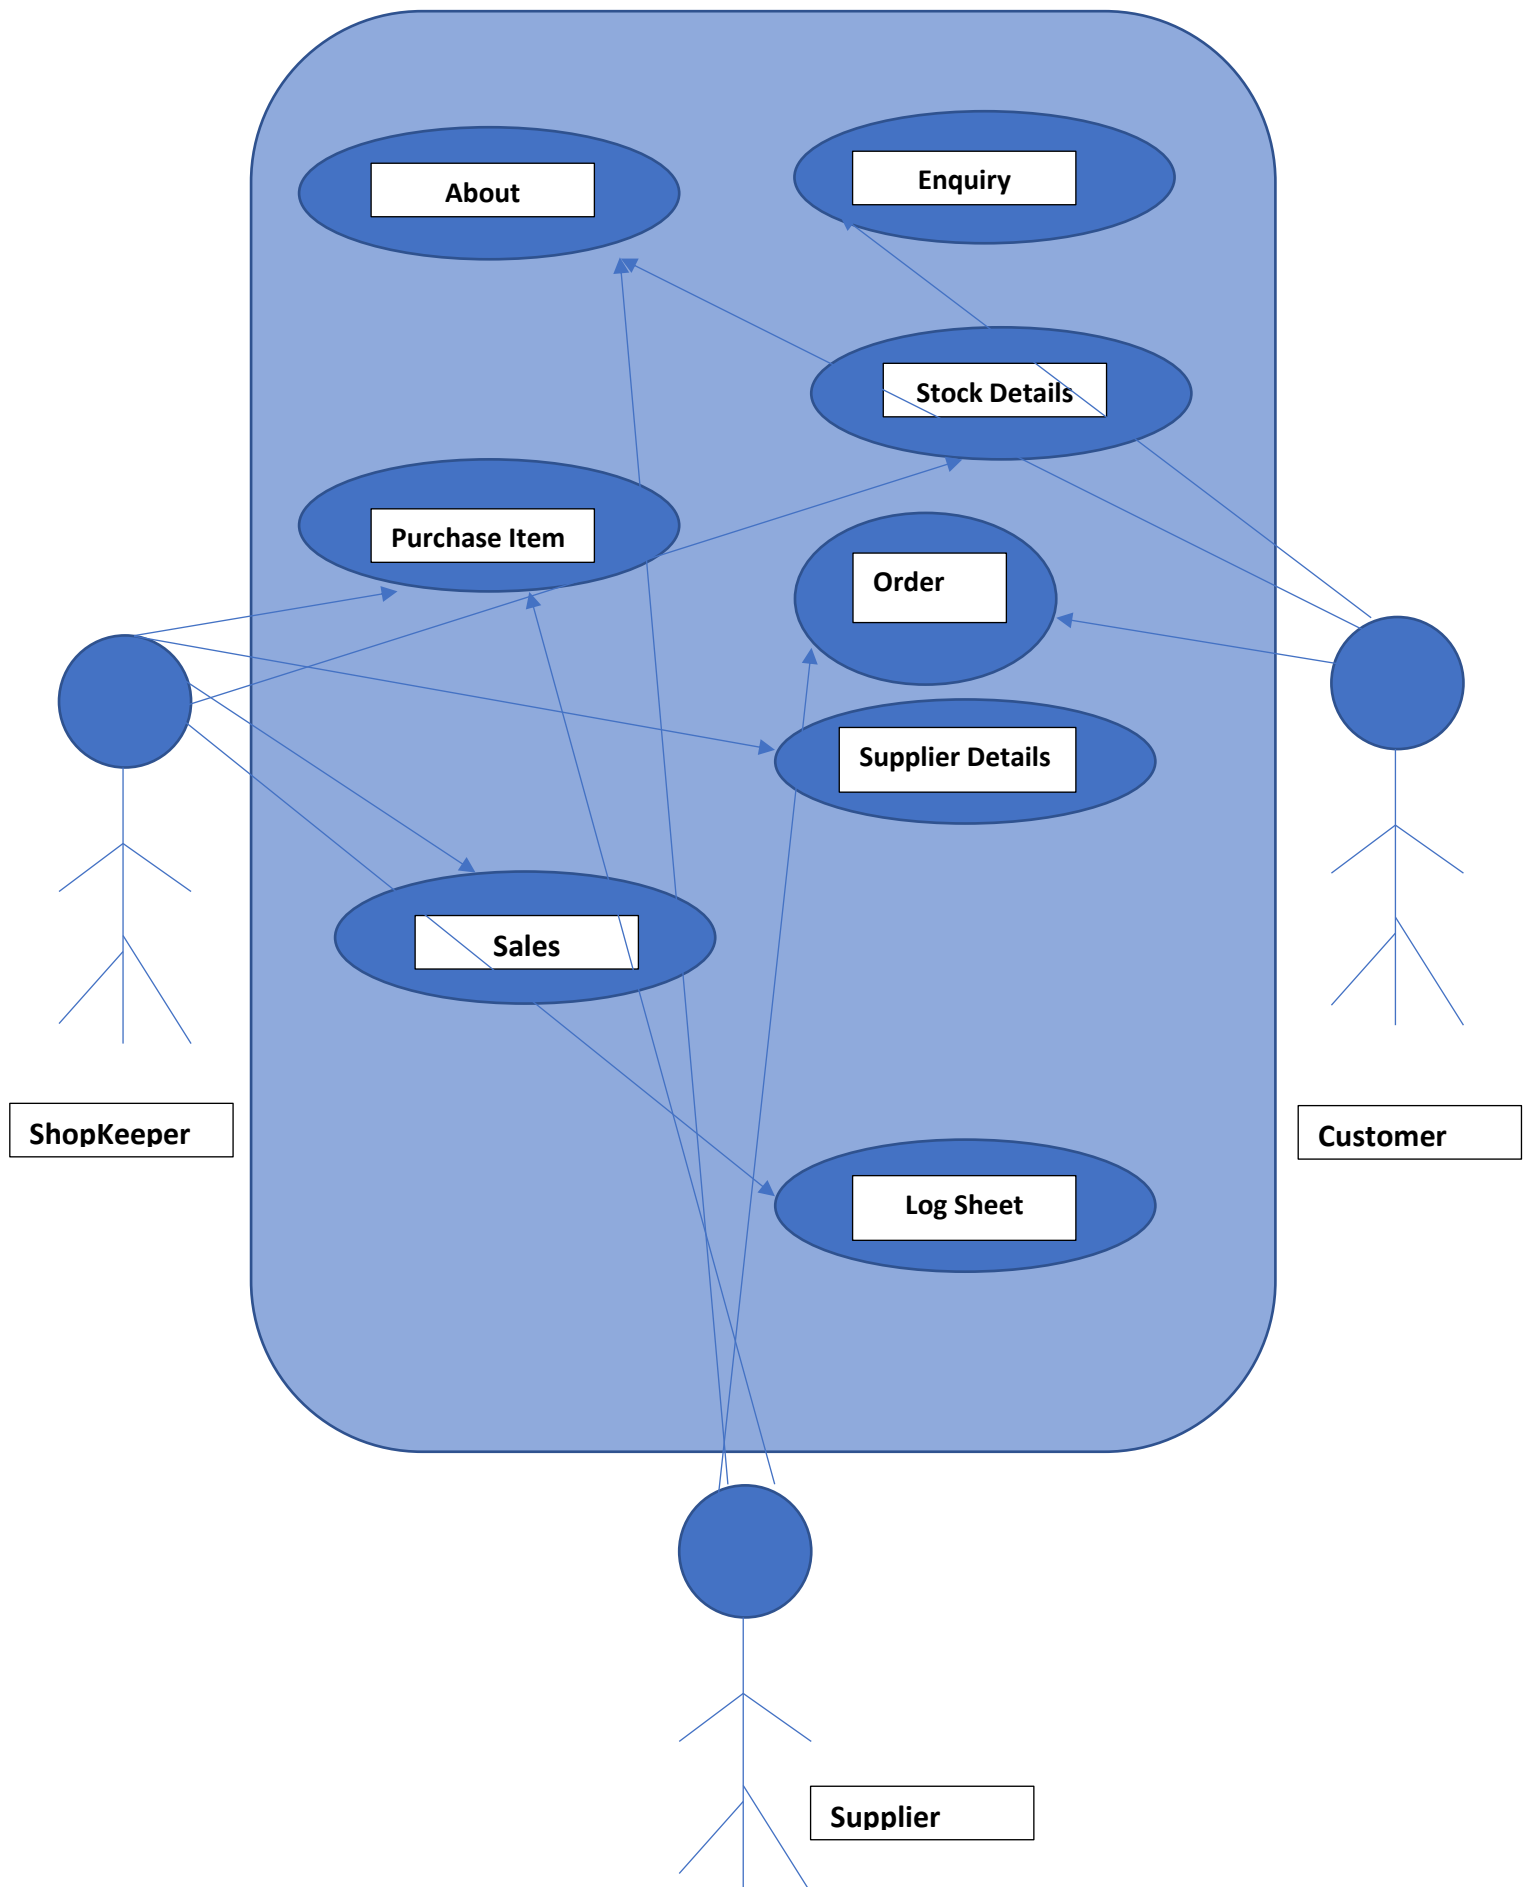 About
Enquiry
Stock Details
Purchase Item
Order
Supplier Details
Sales
ShopKeeper
Customer
Log Sheet
Supplier